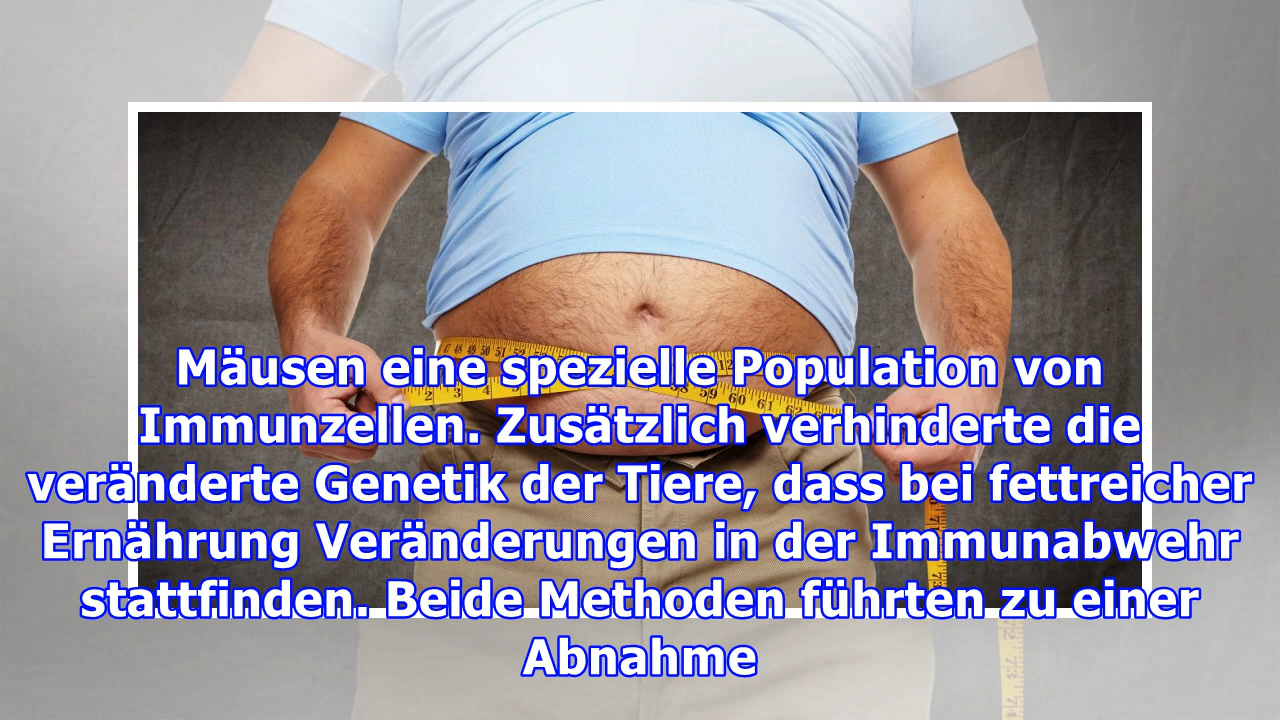 Mäusen eine spezielle Population von
Immunzellen. Zusätzlich verhinderte die
veränderte Genetik der Tiere, dass bei fettreicher
Ernährung Veränderungen in der Immunabwehr
stattfinden. Beide Methoden führten zu einer
Abnahme